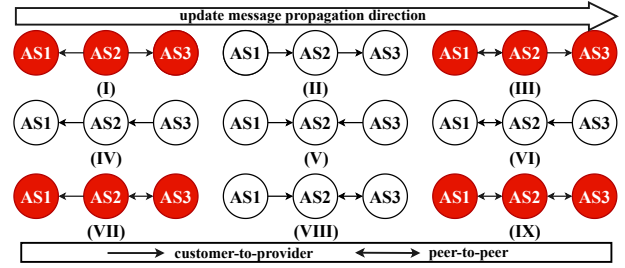 update message propagation direction
AS1 AS2 AS3 AS1 AS2 AS3 AS1 AS2 AS3
(I) (II) (III)
AS1 AS2 AS3 AS1 AS2 AS3 AS1 AS2 AS3
(IV) (V) (VI)
AS1 AS2 AS3 AS1 AS2 AS3 AS1 AS2 AS3
(VII) (VIII) (IX)
customer-to-provider peer-to-peer